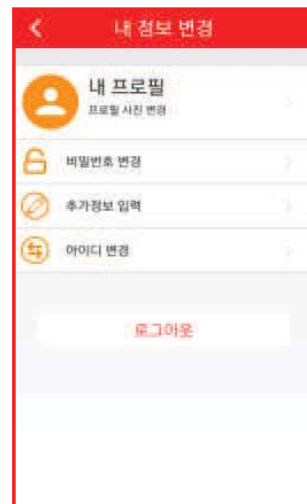 내 정보 변경
내 프로필
프로필 사진 변경
비밀번호 변경
추가정보 입력
아이디 변경
로그아웃